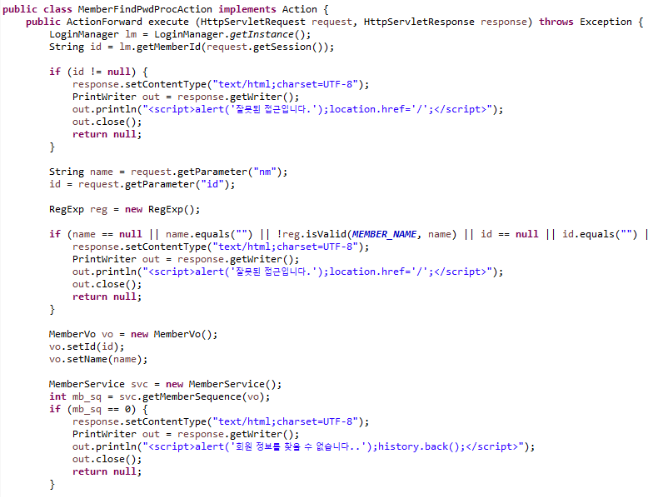 public class MemberFindPwdProcAction implements Action {
    public ActionForward execute (HttpServletRequest request, HttpServletResponse response) throws Exception {
        LoginManager lm = LoginManager.getInstance();
        String id = lm.getMemberId(request.getSession());

        if (id != null) {
            response.setContentType("text/html;charset=UTF-8");
            PrintWriter out = response.getWriter();
            out.println("<script>alert('잘못된 접근입니다.');location.href='/';</script>");
            out.close();
            return null;
        }

        String name = request.getParameter("nm");
        id = request.getParameter("id");

        RegExp reg = new RegExp();

        if (name == null || name.equals("") || !reg.isValid(MEMBER_NAME, name) || id == null || id.equals("") |
            response.setContentType("text/html;charset=UTF-8");
            PrintWriter out = response.getWriter();
            out.println("<script>alert('잘못된 접근입니다.');location.href='/';</script>");
            out.close();
            return null;
        }

        MemberVo vo = new MemberVo();
        vo.setId(id);
        vo.setName(name);

        MemberService svc = new MemberService();
        int mb_sq = svc.getMemberSequence(vo);
        if (mb_sq == 0) {
            response.setContentType("text/html;charset=UTF-8");
            PrintWriter out = response.getWriter();
            out.println("<script>alert('회원 정보를 찾을 수 없습니다..');history.back();</script>");
            out.close();
            return null;
        }